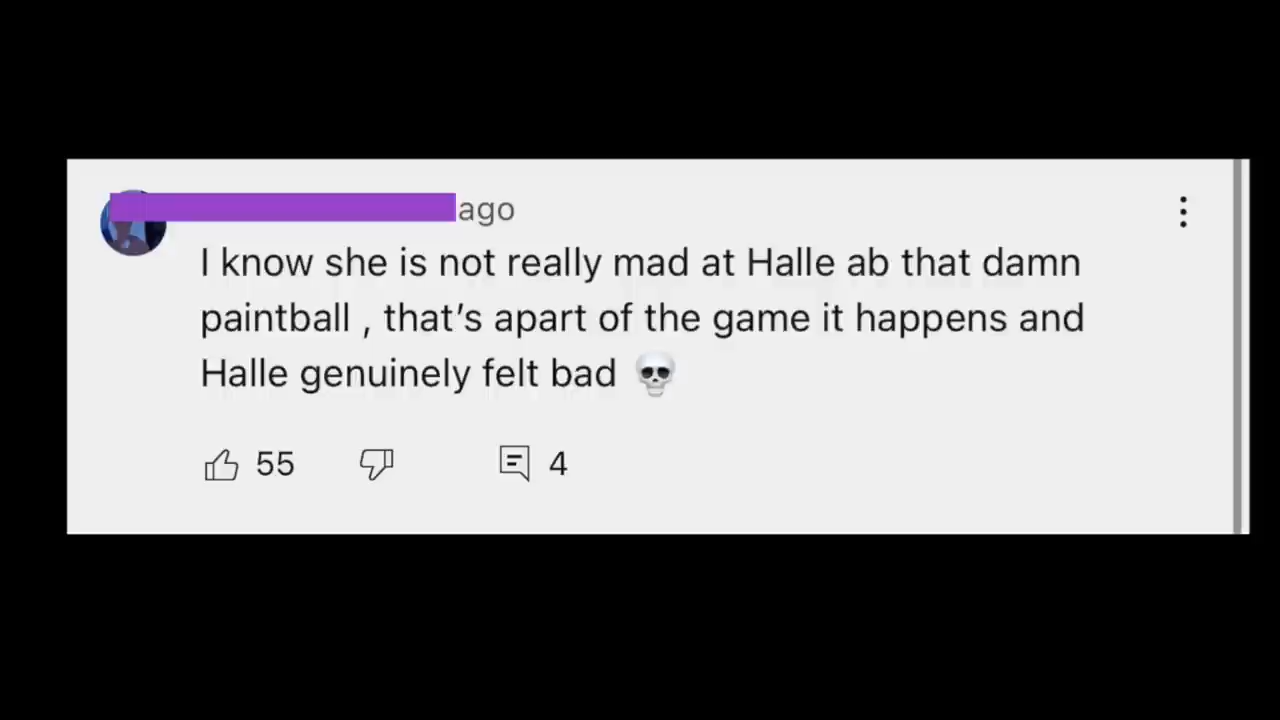 ago
I know she is not really mad at Halle ab that damn
paintball , that’s apart of the game it happens and
Halle genuinely felt bad 💀
55
4